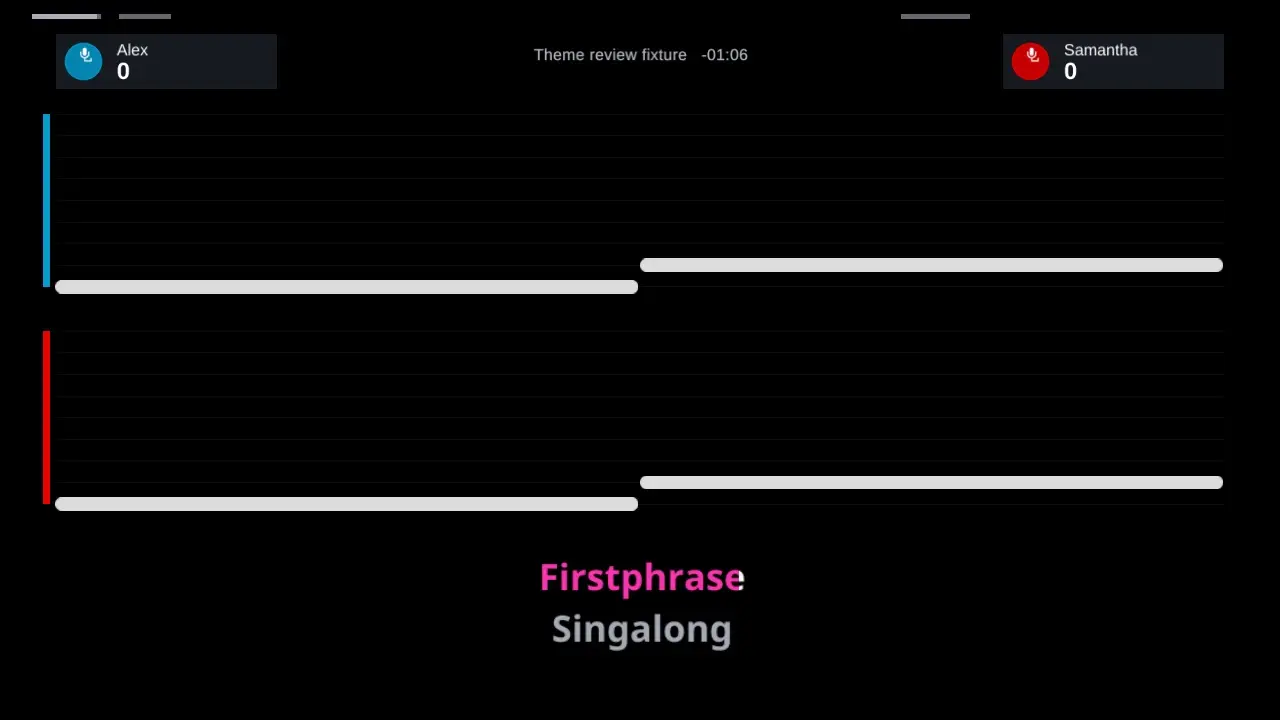 Alex
0
Theme review fixture -01:06
Samantha
0
Firstphrase
Singalong